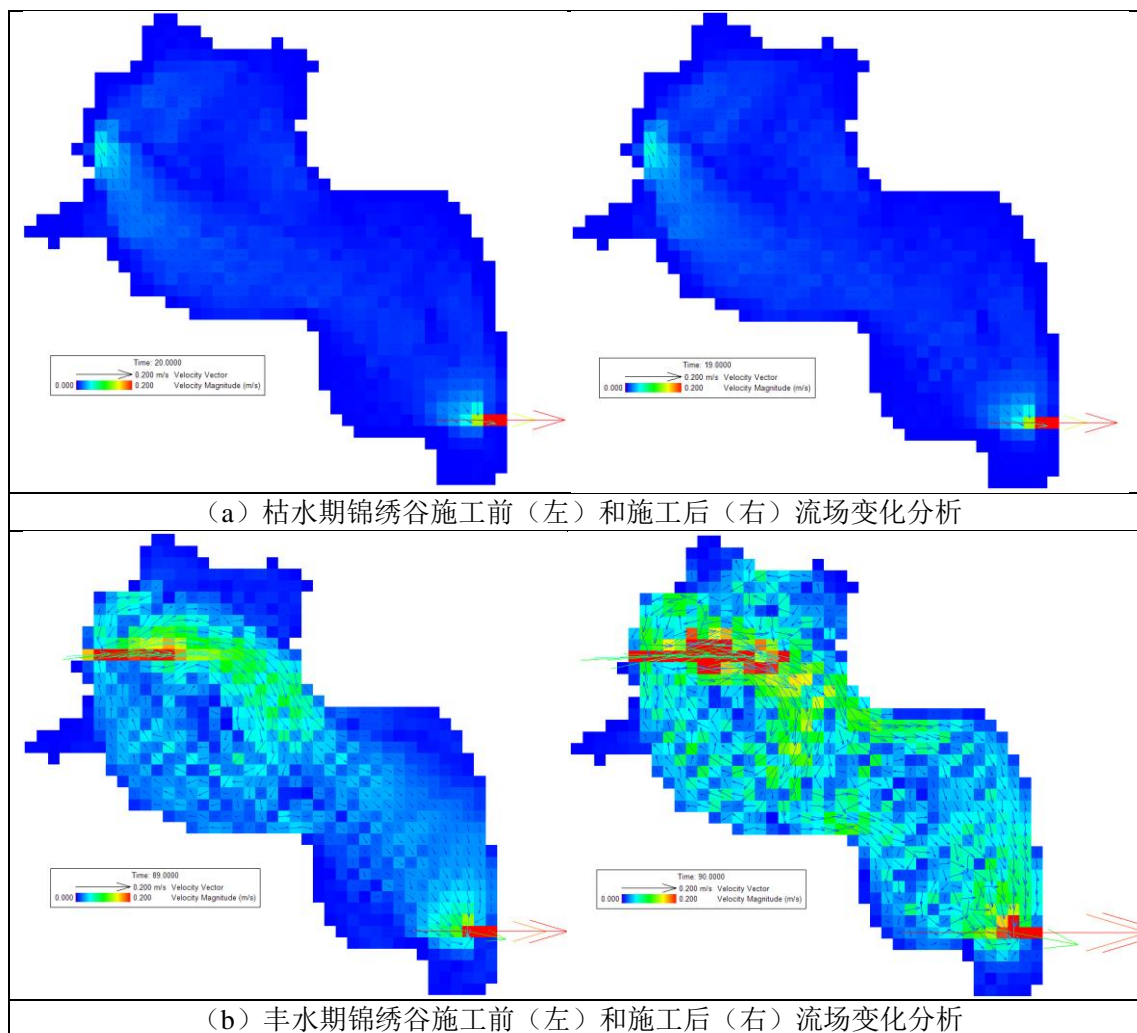 Time: 20.0000
0.200 m/s Velocity Vector
0.000 0.200 Velocity Magnitude (m/s)
Time: 19.0000
0.200 m/s Velocity Vector
0.000 0.200 Velocity Magnitude (m/s)
（a）枯水期锦绣谷施工前（左）和施工后（右）流场变化分析
Time: 89.0000
0.200 m/s Velocity Vector
0.000 0.200 Velocity Magnitude (m/s)
Time: 90.0000
0.200 m/s Velocity Vector
0.000 0.200 Velocity Magnitude (m/s)
（b）丰水期锦绣谷施工前（左）和施工后（右）流场变化分析